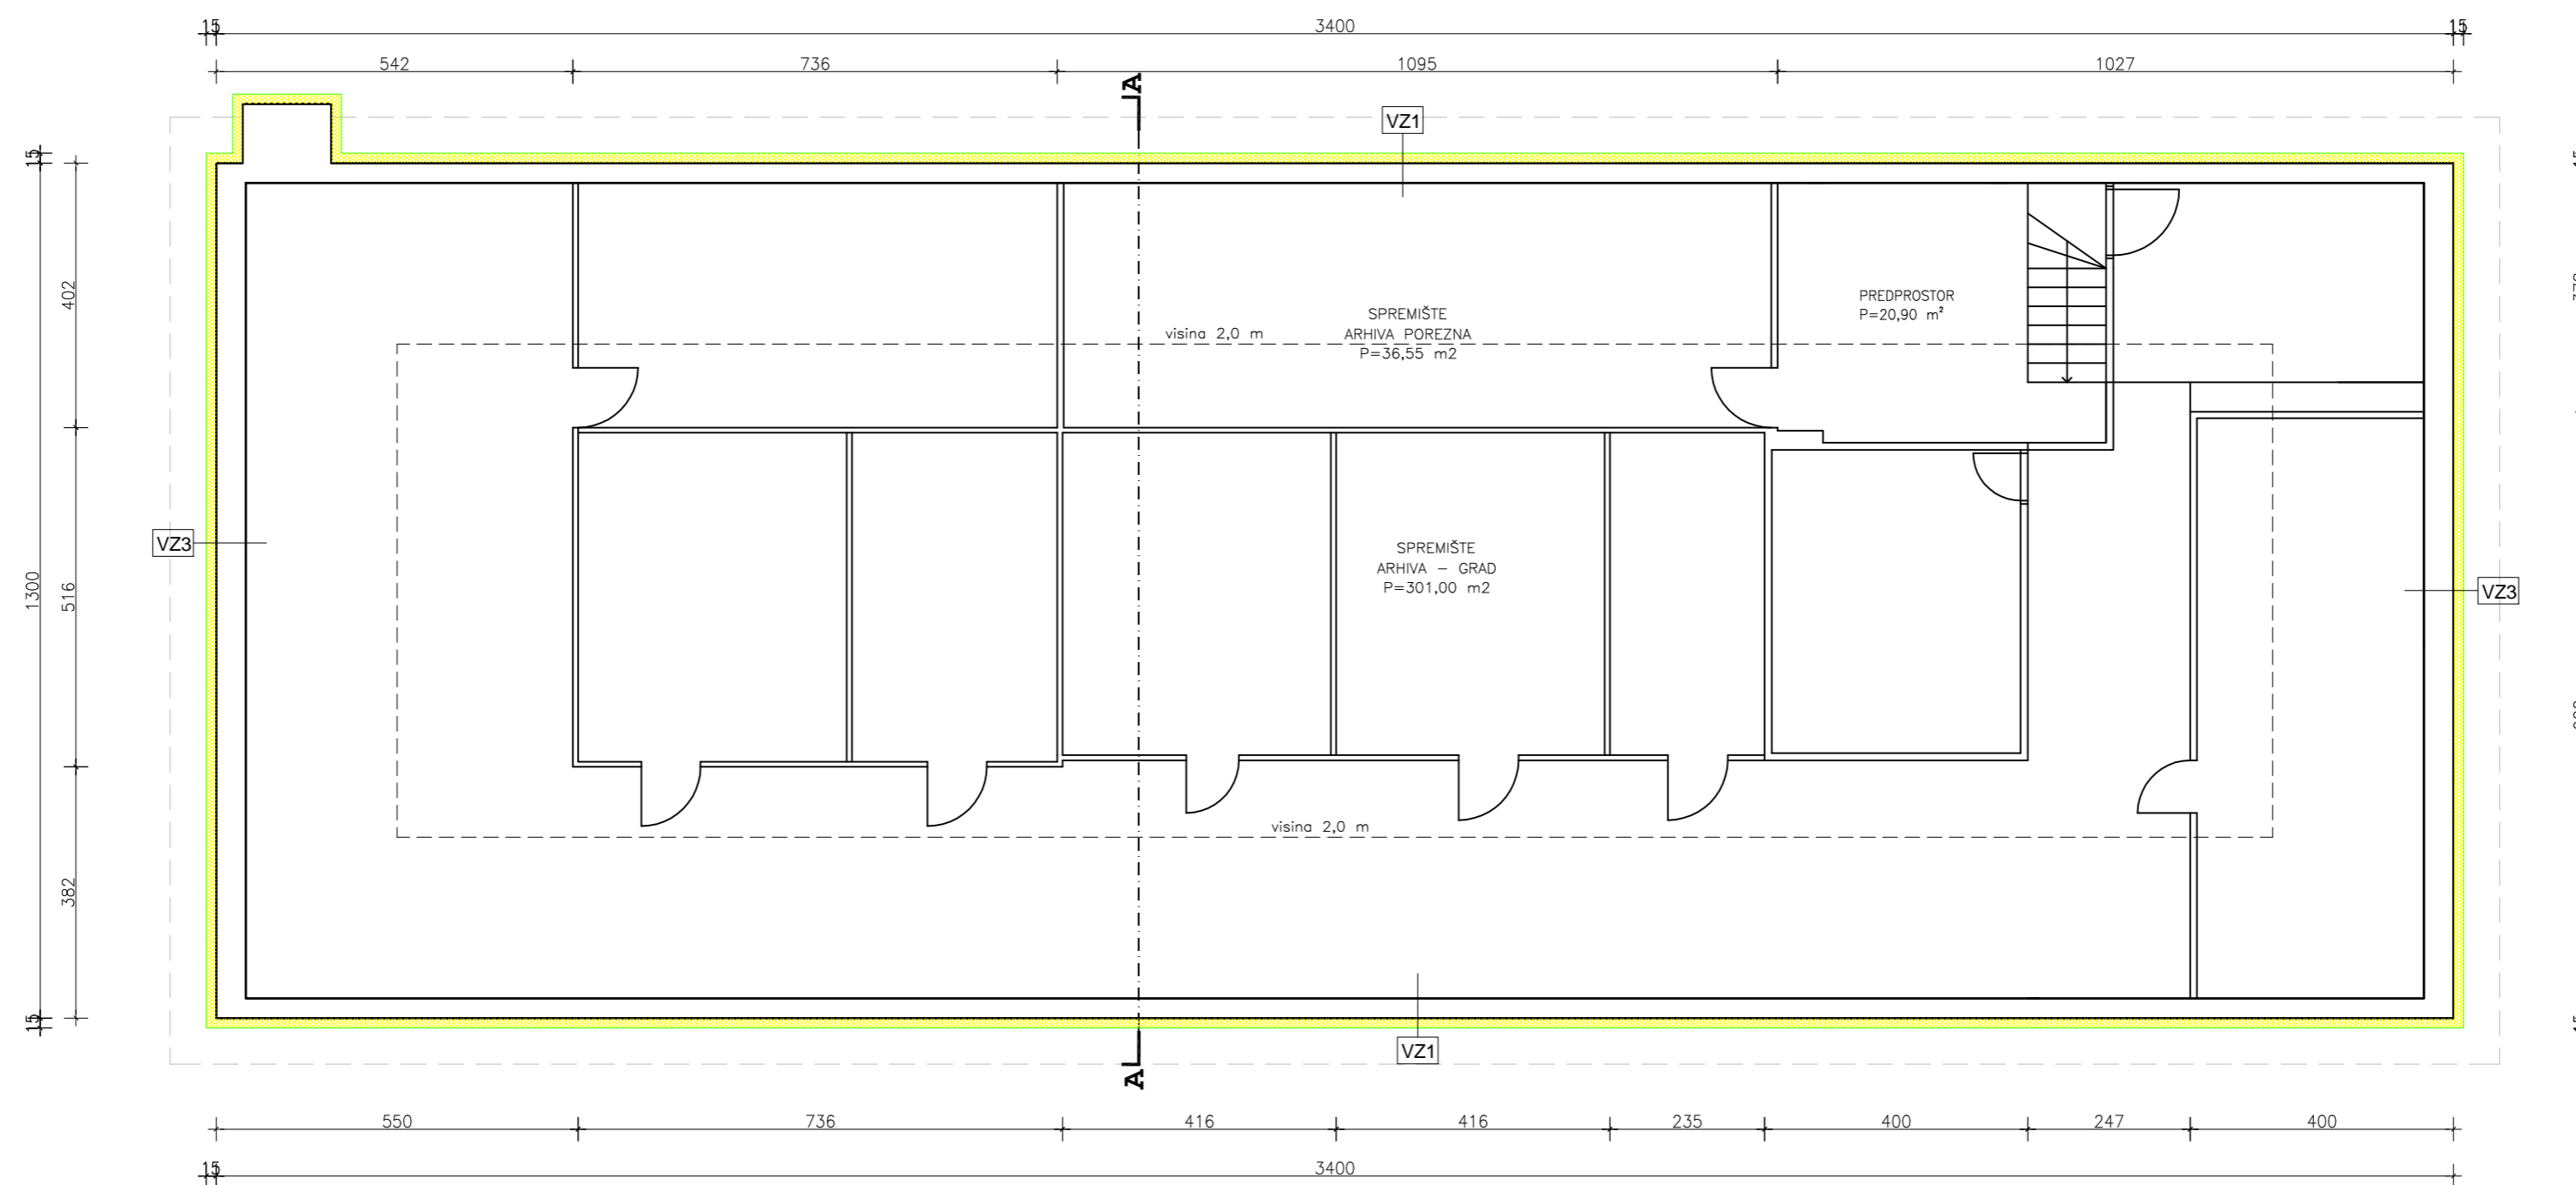 15
3400
15
542
736
1095
1027
A
VZ1
15
402
516
382
1300
15
SPREMIŠTE
ARHIVA POREZNA
P=36,55 m2
visina 2,0 m
PREDPROSTOR
P=20,90 m²
VZ3
SPREMIŠTE
ARHIVA – GRAD
P=301,00 m2
VZ3
visina 2,0 m
VZ1
A
550
736
416
416
235
400
247
400
15
3400
15